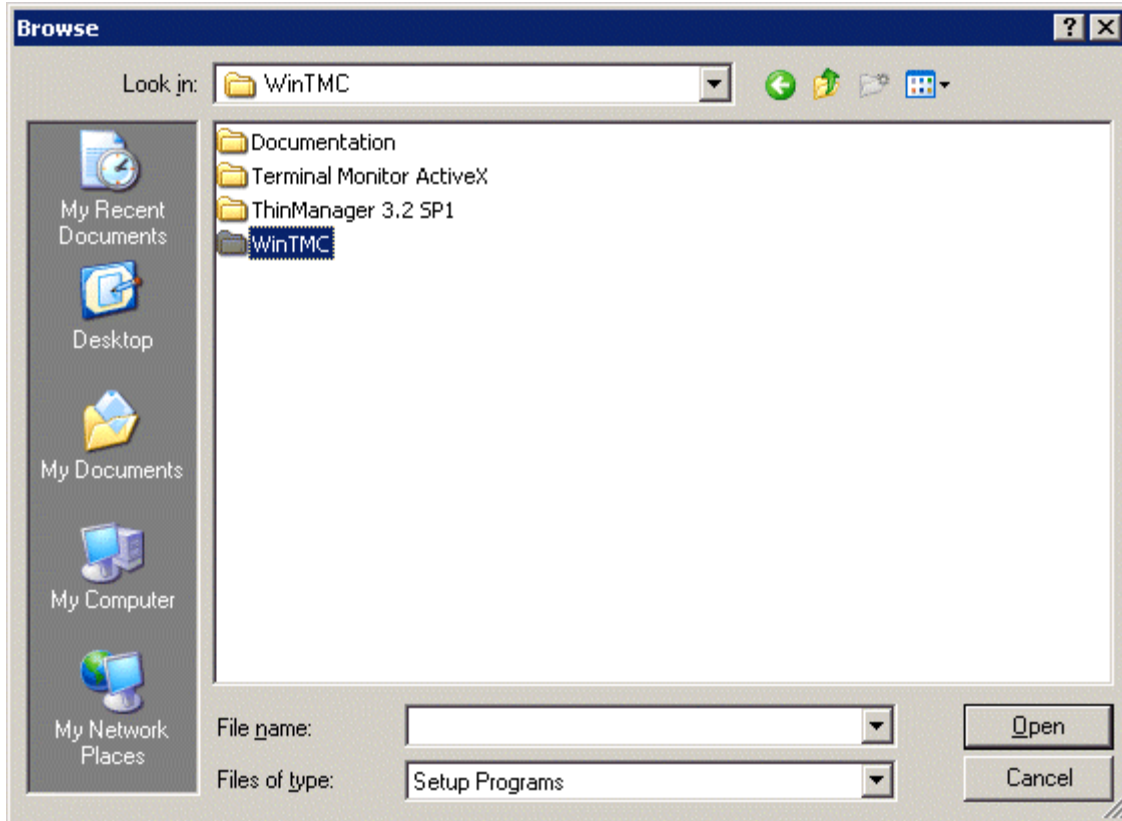 Browse
?
Look in:
WinTMC
My Recent
Documents
Desktop
My Documents
My Computer
My Network
Places
Documentation
Terminal Monitor ActiveX
ThinManager 3.2 SP1
WinTMC
File name:
Open
Files of type:
Setup Programs
Cancel